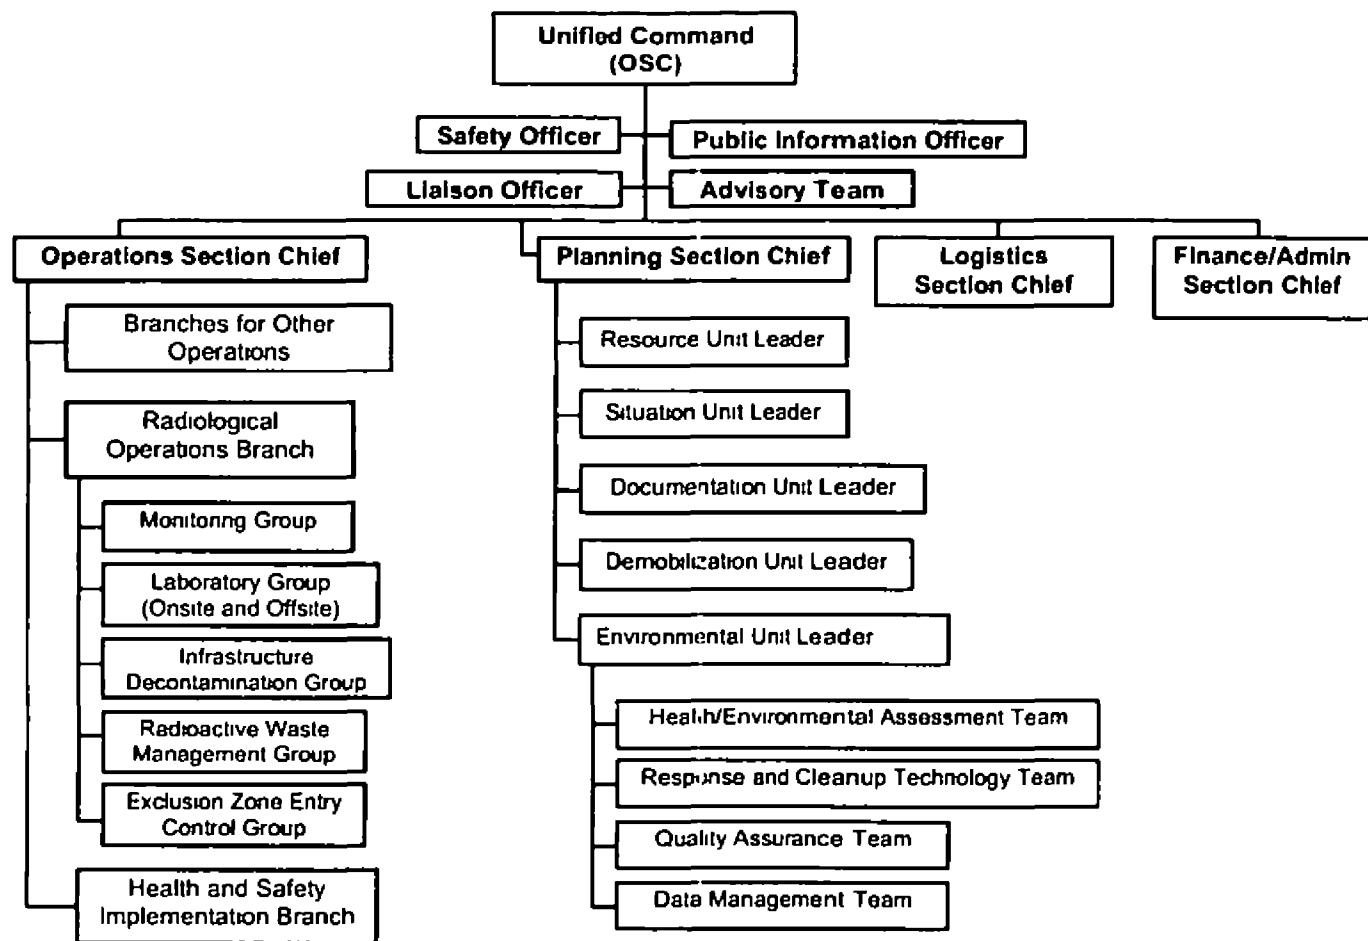 Unified Command
(OSC)
Safety Officer
Public Information Officer
Liaison Officer
Advisory Team
Operations Section Chief
Planning Section Chief
Logistics
Section Chief
Finance/Admin
Section Chief
Branches for Other
Operations
Radiological
Operations Branch
Monitoring Group
Laboratory Group
(Onsite and Offsite)
Infrastructure
Decontamination Group
Radioactive Waste
Management Group
Exclusion Zone Entry
Control Group
Health and Safety
Implementation Branch
Resource Unit Leader
Situation Unit Leader
Documentation Unit Leader
Demobilization Unit Leader
Environmental Unit Leader
Health/Environmental Assessment Team
Response and Cleanup Technology Team
Quality Assurance Team
Data Management Team